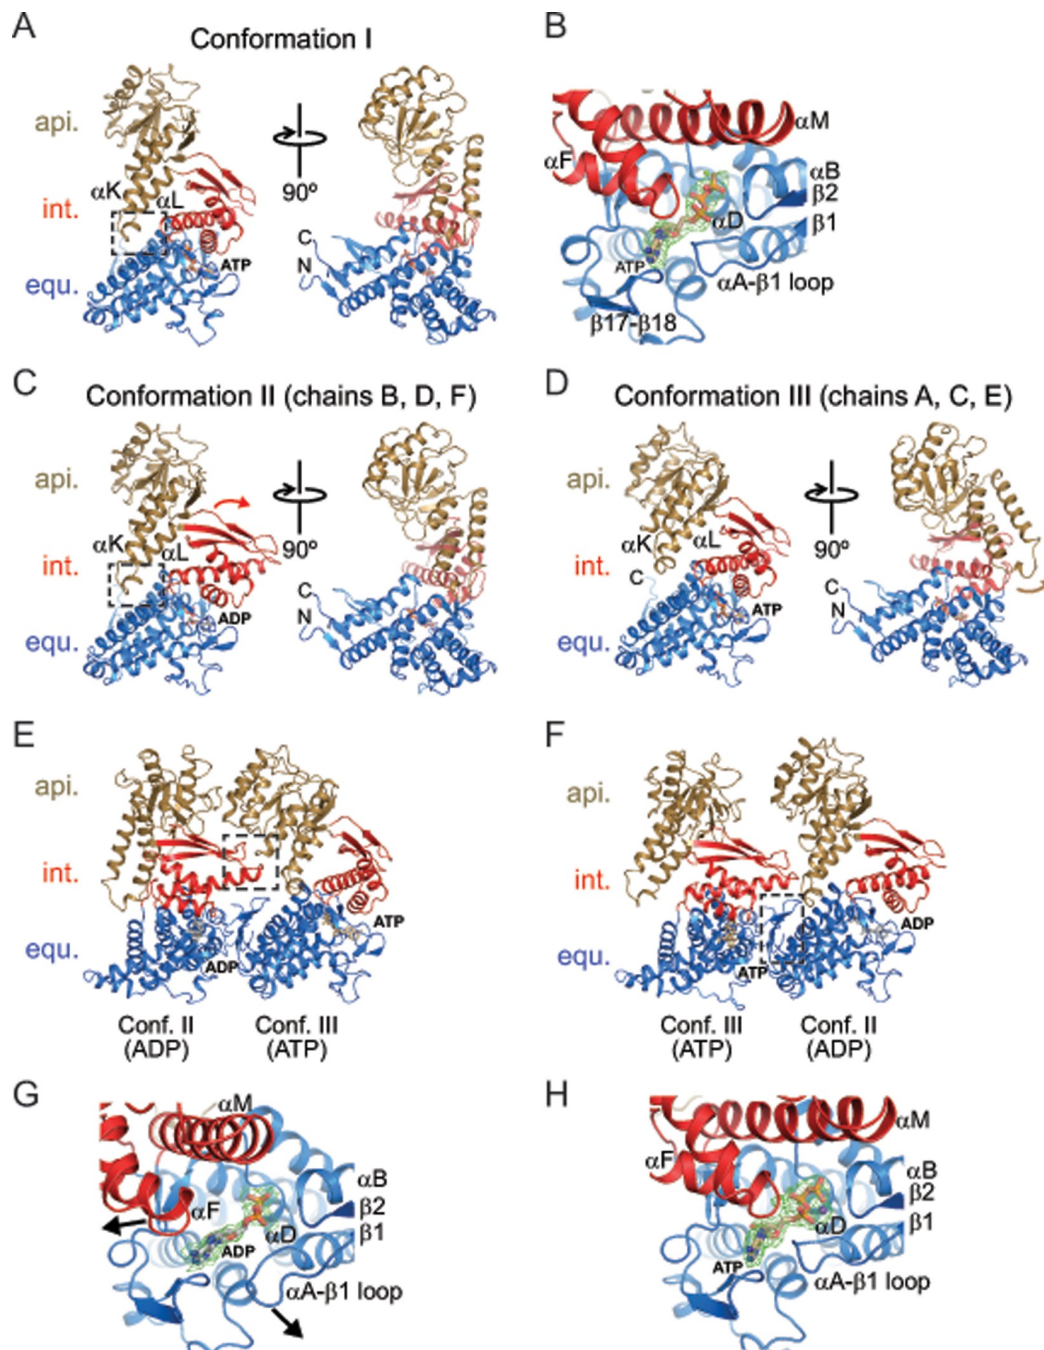 A
Conformation I
api.
αK
αL
int.
90º
equ.
ATP
C
N
B
αM
αF
αB
β2
αD
β1
ATP
αA-β1 loop
β17-β18
C
Conformation II (chains B, D, F)
api.
αK
αL
int.
90º
equ.
ADP
C
N
D
Conformation III (chains A, C, E)
api.
αK
αL
int.
90º
C
equ.
ATP
C
N
E
api.
int.
ATP
equ.
ADP
Conf. II
(ADP)
Conf. III
(ATP)
F
api.
int.
ADP
equ.
ATP
Conf. III
(ATP)
Conf. II
(ADP)
G
αM
αB
αF
β2
αD
β1
ADP
αA-β1 loop
H
αM
αF
αB
β2
αD
β1
ATP
αA-β1 loop